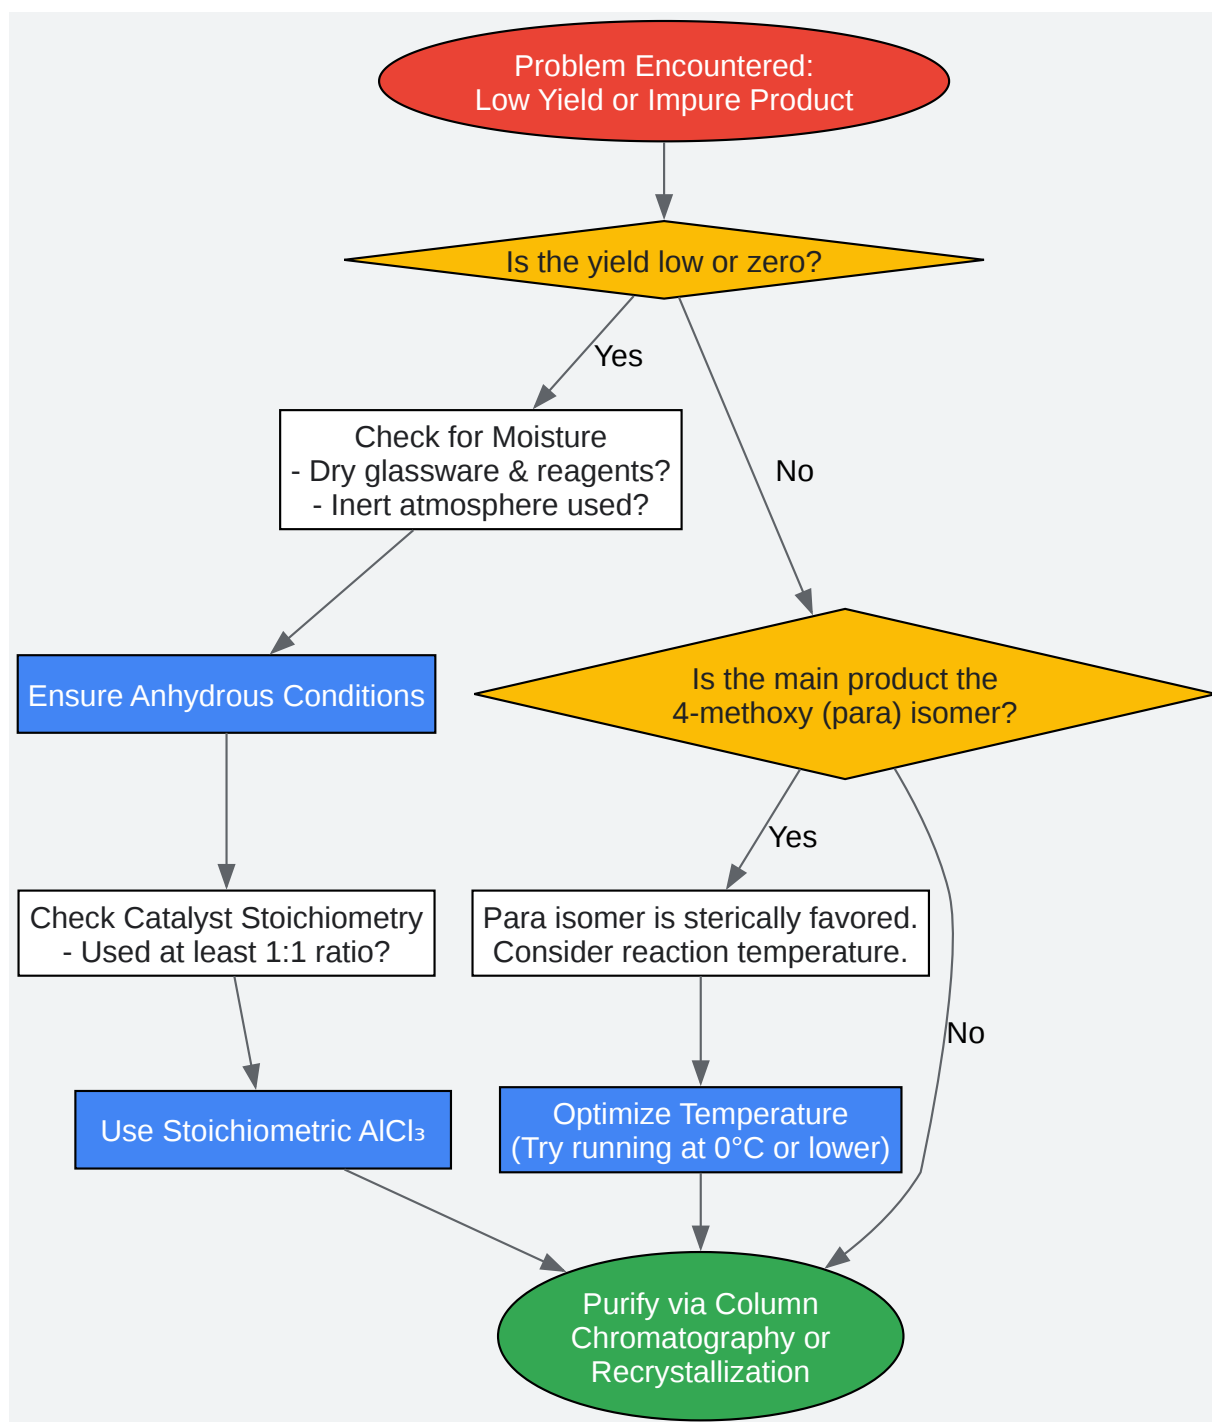 Problem Encountered:
Low Yield or Impure Product
Is the yield low or zero?
Yes
No
Check for Moisture
- Dry glassware & reagents?
- Inert atmosphere used?
Ensure Anhydrous Conditions
Is the main product the
4-methoxy (para) isomer?
Yes
No
Check Catalyst Stoichiometry
- Used at least 1:1 ratio?
Para isomer is sterically favored.
Consider reaction temperature.
Use Stoichiometric AlCl₃
Optimize Temperature
(Try running at 0°C or lower)
Purify via Column
Chromatography or
Recrystallization